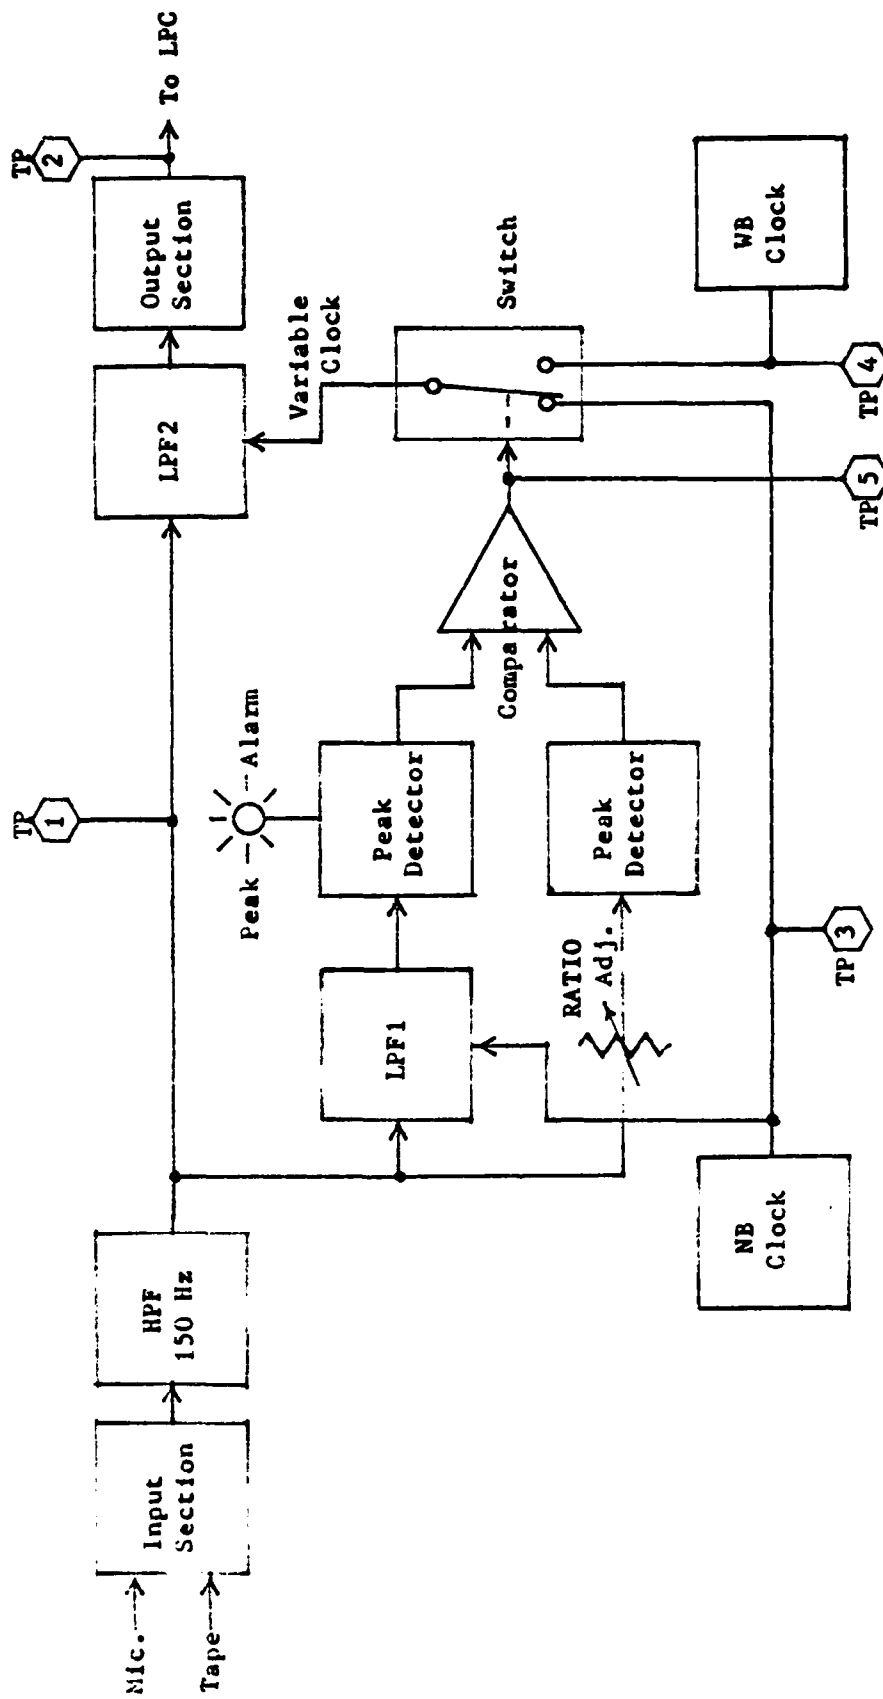 Mic.
Tape
Input
Section
HPF
150 Hz
TP
1
LPF2
Output
Section
TP
2
To LPC
Peak
Alarm
Variable
Clock
LPF1
Peak
Detector
RATIO
Adj.
Peak
Detector
Comparator
Switch
NB
Clock
TP
3
TP
5
TP
4
WB
Clock